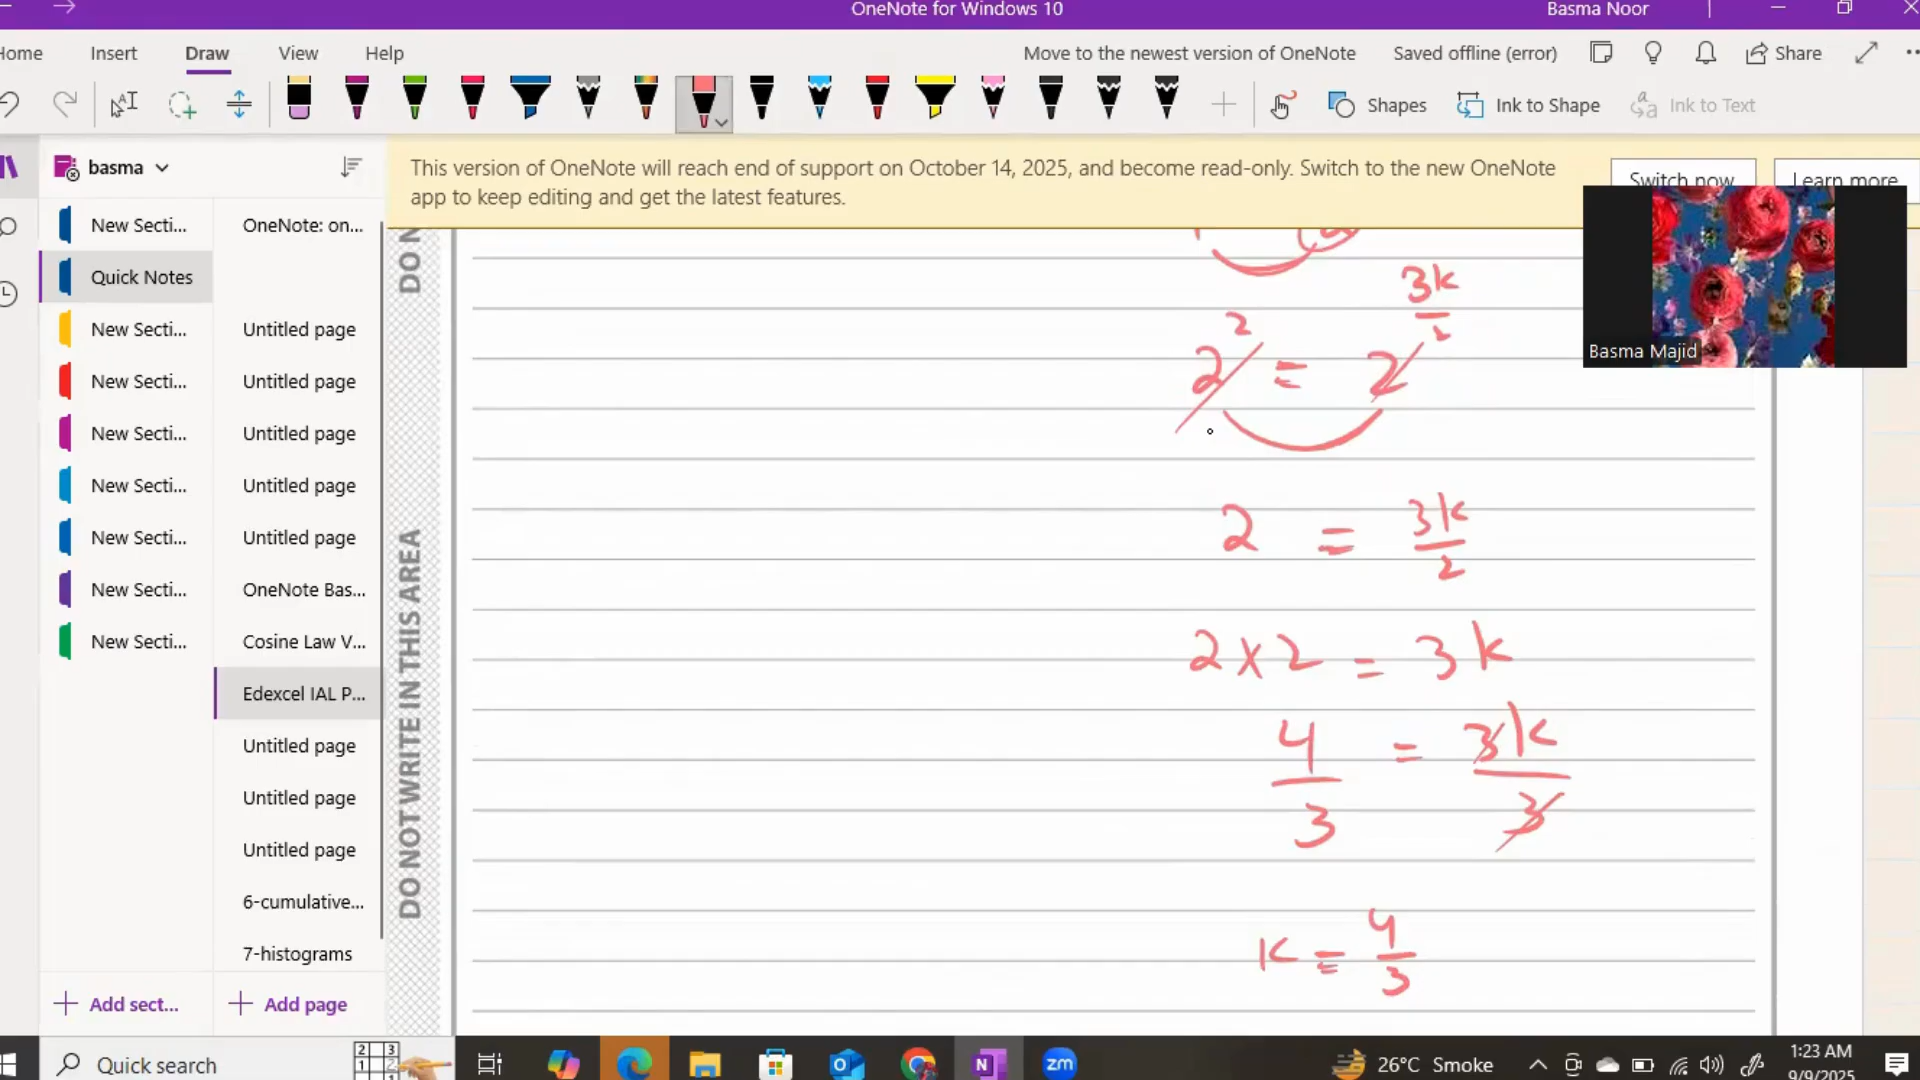 OneNote for Windows 10
Basma Noor
Home Insert Draw View Help
Move to the newest version of OneNote Saved offline (error) Share
Shapes Ink to Shape Ink to Text
basma
This version of OneNote will reach end of support on October 14, 2025, and become read-only. Switch to the new OneNote
app to keep editing and get the latest features.
Switch now Learn more
New Secti...
Quick Notes
New Secti...
New Secti...
New Secti...
New Secti...
New Secti...
New Secti...
New Secti...
Add sect...
OneNote: on...
Untitled page
Untitled page
Untitled page
Untitled page
Untitled page
OneNote Bas...
Cosine Law V...
Edexcel IAL P...
Untitled page
Untitled page
Untitled page
6-cumulative...
7-histograms
Add page
DO N
DO NOT WRITE IN THIS AREA
Basma Majid
2^2 = 2^(3k/2)
2 = 3k/2
2 x 2 = 3k
4/3 = 3k/3
k = 4/3
Quick search
zm
26°C Smoke
1:23 AM
9/9/2025